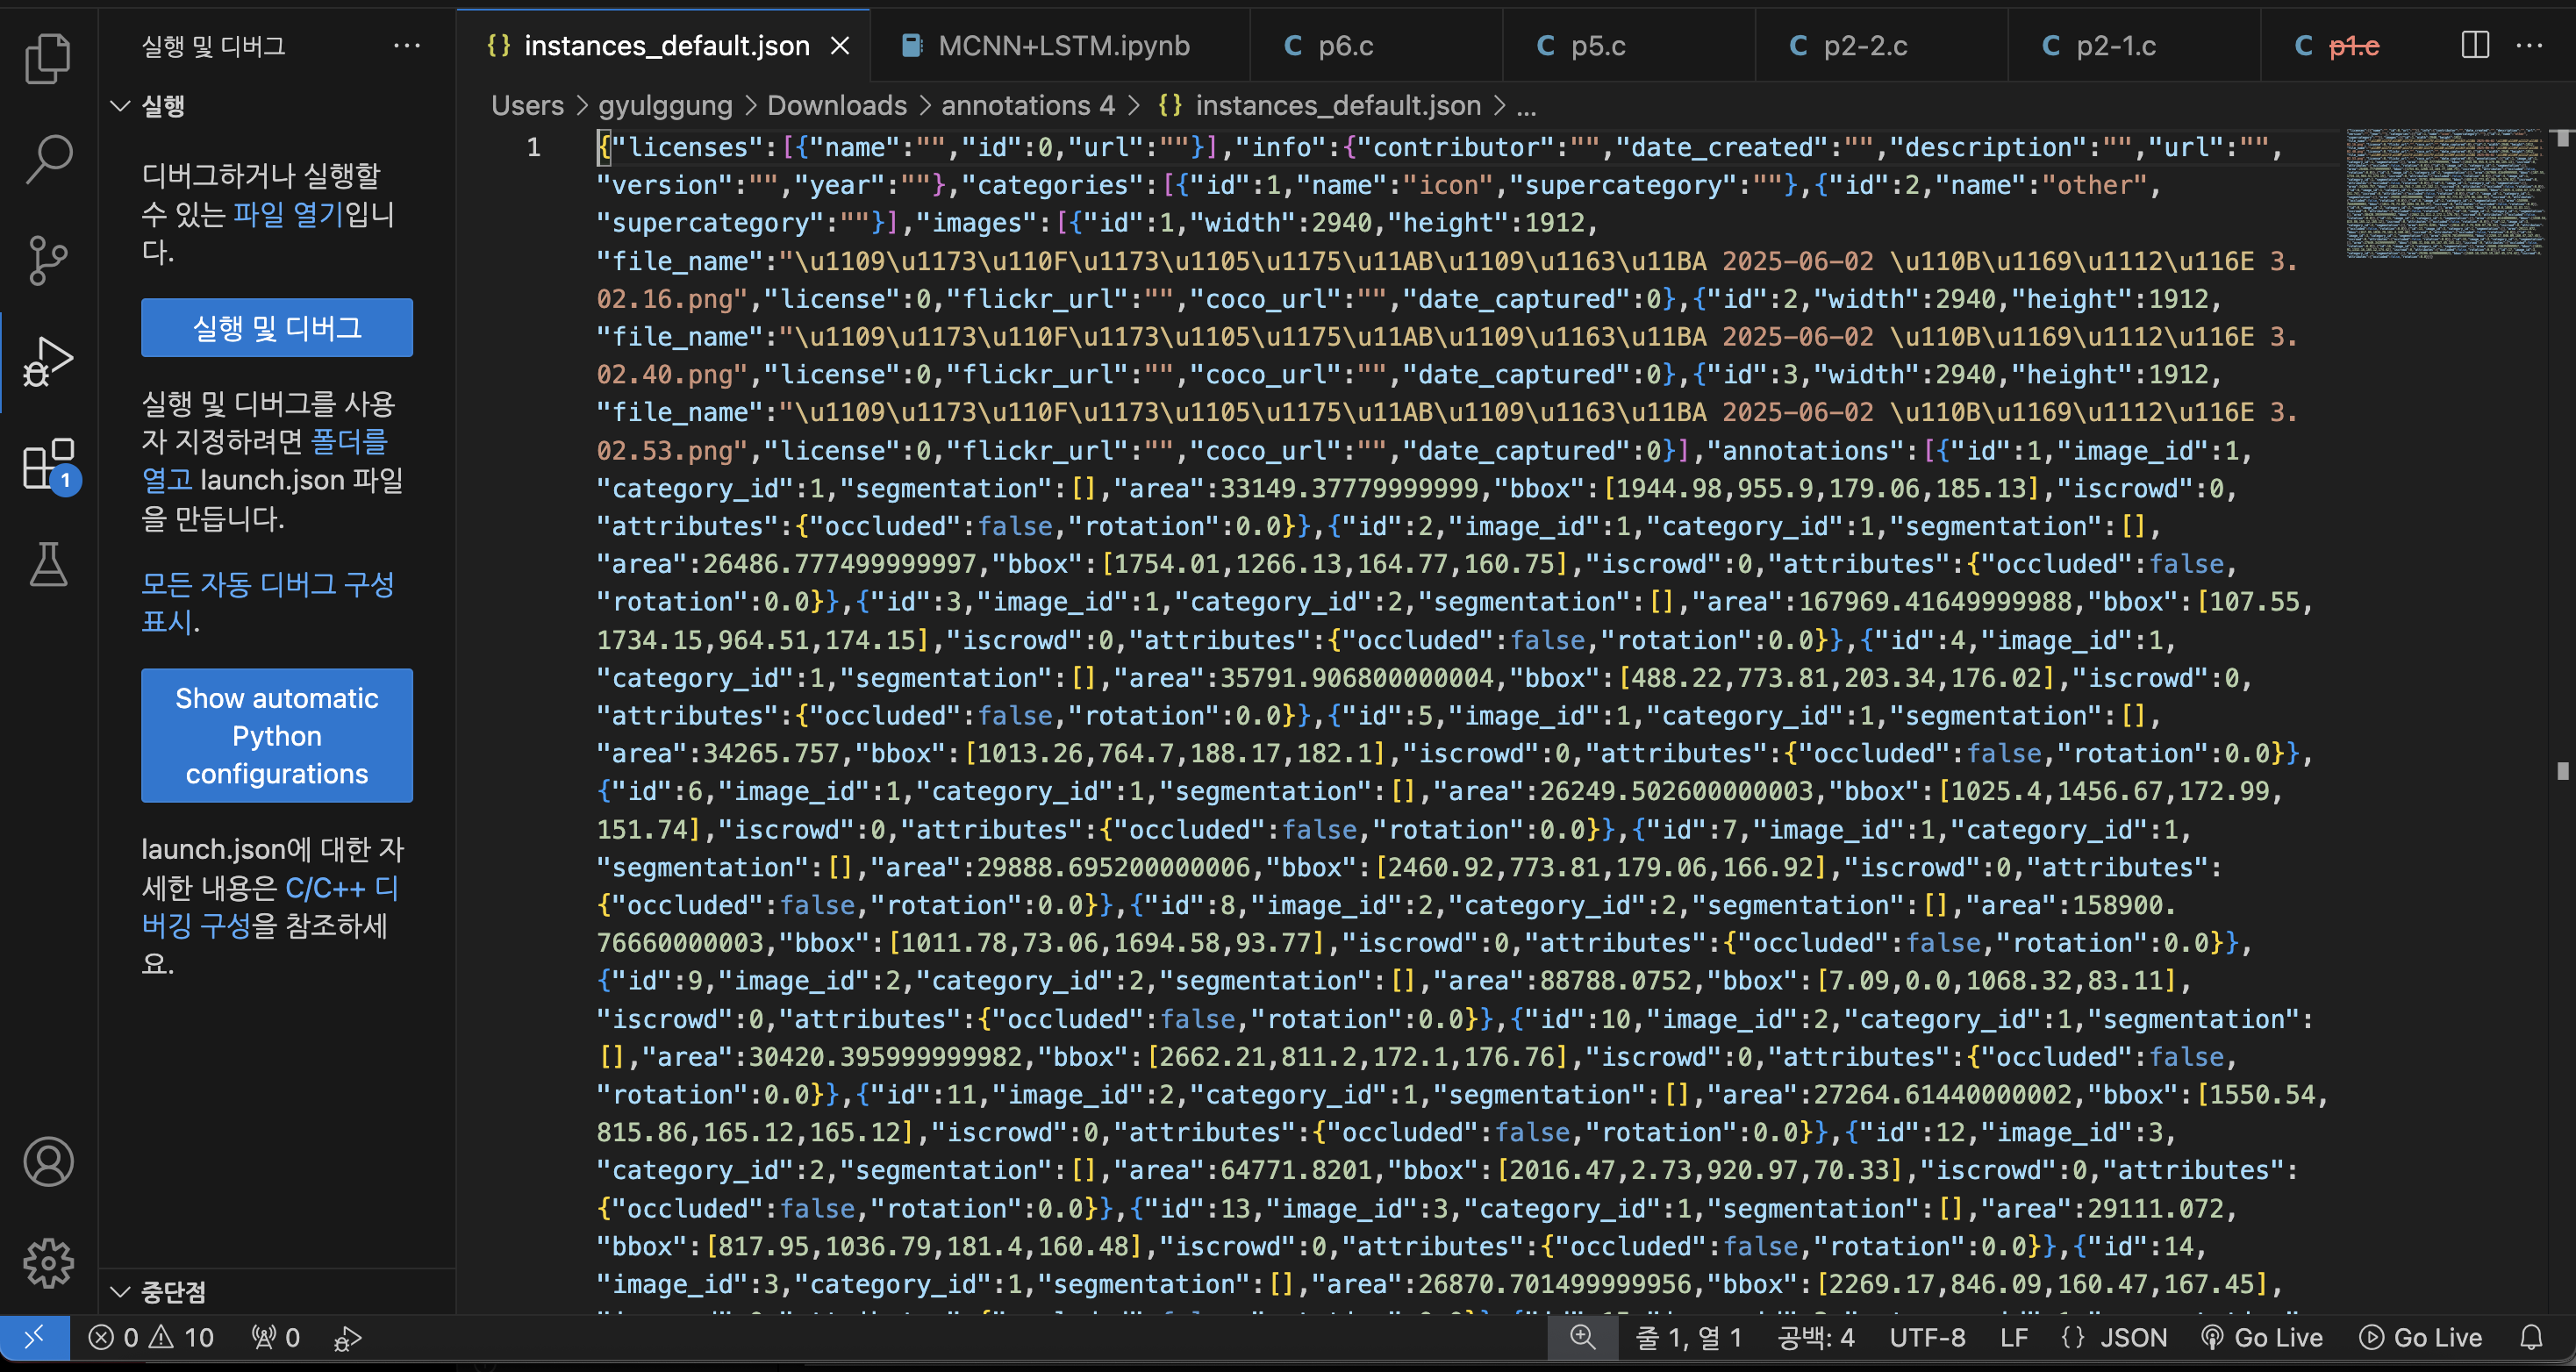 실행 및 디버그
실행
디버그하거나 실행할
수 있는 파일 열기입니
다.
실행 및 디버그
실행 및 디버그를 사용
자 지정하려면 폴더를
열고 launch.json 파일
을 만듭니다.
모든 자동 디버그 구성
표시.
Show automatic
Python
configurations
launch.json에 대한 자
세한 내용은 C/C++ 디
버깅 구성을 참조하세
요.
중단점
1
{} instances_default.json
MCNN+LSTM.ipynb
C p6.c
C p5.c
C p2-2.c
C p2-1.c
C p1.c
Users > gyulggung > Downloads > annotations 4 > {} instances_default.json > ...
1
{"licenses":[{"name":"","id":0,"url":""}],"info":{"contributor":"","date_created":"","description":"","url":"",
"version":"","year":""},"categories":[{"id":1,"name":"icon","supercategory":""},{"id":2,"name":"other",
"supercategory":""}],"images":[{"id":1,"width":2940,"height":1912,
"file_name":"\u1109\u1173\u110F\u1173\u1105\u1175\u11AB\u1109\u1163\u11BA 2025-06-02 \u110B\u1169\u1112\u116E 3.
02.16.png","license":0,"flickr_url":"","coco_url":"","date_captured":0},{"id":2,"width":2940,"height":1912,
"file_name":"\u1109\u1173\u110F\u1173\u1105\u1175\u11AB\u1109\u1163\u11BA 2025-06-02 \u110B\u1169\u1112\u116E 3.
02.40.png","license":0,"flickr_url":"","coco_url":"","date_captured":0},{"id":3,"width":2940,"height":1912,
"file_name":"\u1109\u1173\u110F\u1173\u1105\u1175\u11AB\u1109\u1163\u11BA 2025-06-02 \u110B\u1169\u1112\u116E 3.
02.53.png","license":0,"flickr_url":"","coco_url":"","date_captured":0}],"annotations":[{"id":1,"image_id":1,
"category_id":1,"segmentation":[],"area":33149.37779999999,"bbox":[1944.98,955.9,179.06,185.13],"iscrowd":0,
"attributes":{"occluded":false,"rotation":0.0}},{"id":2,"image_id":1,"category_id":1,"segmentation":[],
"area":26486.777499999997,"bbox":[1754.01,1266.13,164.77,160.75],"iscrowd":0,"attributes":{"occluded":false,
"rotation":0.0}},{"id":3,"image_id":1,"category_id":2,"segmentation":[],"area":167969.41649999988,"bbox":[107.55,
1734.15,964.51,174.15],"iscrowd":0,"attributes":{"occluded":false,"rotation":0.0}},{"id":4,"image_id":1,
"category_id":1,"segmentation":[],"area":35791.906800000004,"bbox":[488.22,773.81,203.34,176.02],"iscrowd":0,
"attributes":{"occluded":false,"rotation":0.0}},{"id":5,"image_id":1,"category_id":1,"segmentation":[],
"area":34265.757,"bbox":[1013.26,764.7,188.17,182.1],"iscrowd":0,"attributes":{"occluded":false,"rotation":0.0}},
{"id":6,"image_id":1,"category_id":1,"segmentation":[],"area":26249.502600000003,"bbox":[1025.4,1456.67,172.99,
151.74],"iscrowd":0,"attributes":{"occluded":false,"rotation":0.0}},{"id":7,"image_id":1,"category_id":1,
"segmentation":[],"area":29888.695200000006,"bbox":[2460.92,773.81,179.06,166.92],"iscrowd":0,"attributes":
{"occluded":false,"rotation":0.0}},{"id":8,"image_id":2,"category_id":2,"segmentation":[],"area":158900.
76660000003,"bbox":[1011.78,73.06,1694.58,93.77],"iscrowd":0,"attributes":{"occluded":false,"rotation":0.0}},
{"id":9,"image_id":2,"category_id":2,"segmentation":[],"area":88788.0752,"bbox":[7.09,0.0,1068.32,83.11],
"iscrowd":0,"attributes":{"occluded":false,"rotation":0.0}},{"id":10,"image_id":2,"category_id":1,"segmentation":
[],"area":30420.395999999982,"bbox":[2662.21,811.2,172.1,176.76],"iscrowd":0,"attributes":{"occluded":false,
"rotation":0.0}},{"id":11,"image_id":2,"category_id":1,"segmentation":[],"area":27264.61440000002,"bbox":[1550.54,
815.86,165.12,165.12],"iscrowd":0,"attributes":{"occluded":false,"rotation":0.0}},{"id":12,"image_id":3,
"category_id":2,"segmentation":[],"area":64771.8201,"bbox":[2016.47,2.73,920.97,70.33],"iscrowd":0,"attributes":
{"occluded":false,"rotation":0.0}},{"id":13,"image_id":3,"category_id":1,"segmentation":[],"area":29111.072,
"bbox":[817.95,1036.79,181.4,160.48],"iscrowd":0,"attributes":{"occluded":false,"rotation":0.0}},{"id":14,
"image_id":3,"category_id":1,"segmentation":[],"area":26870.701499999956,"bbox":[2269.17,846.09,160.47,167.45],
0 10 0
줄 1, 열 1 공백: 4 UTF-8 LF {} JSON Go Live Go Live